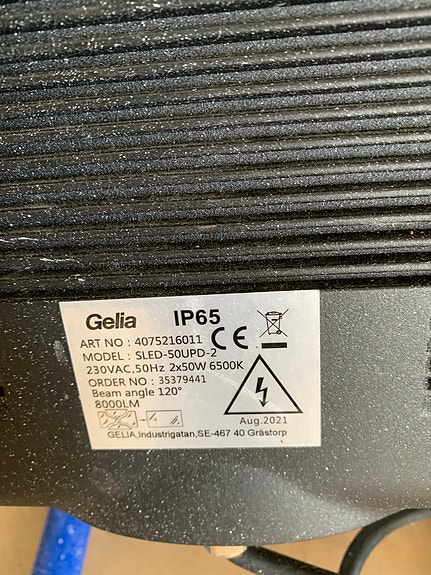 Gelia IP65
ART NO : 4075216011 CE
MODEL : SLED-50UPD-2
230VAC,50Hz 2x50W 6500K
ORDER NO : 35379441
Beam angle 120°
8000LM
Aug.2021
GELIA,Industrigatan,SE-467 40 Grästorp